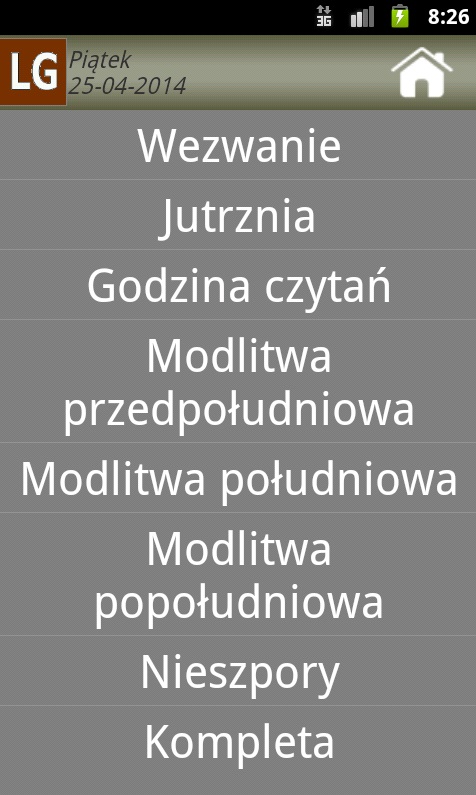 3G 8:26
LG
Piątek
25-04-2014
Wezwanie
Jutrznia
Godzina czytań
Modlitwa
przedpołudniowa
Modlitwa południowa
Modlitwa
popołudniowa
Nieszpory
Kompleta